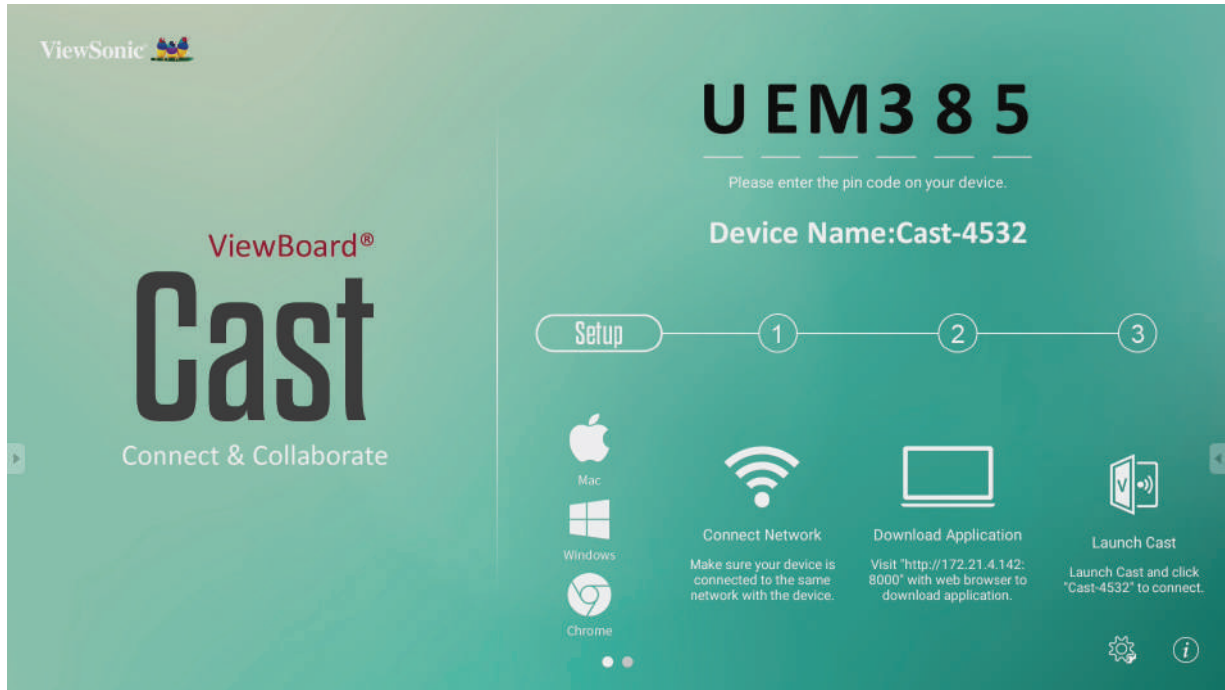 ViewSonic
UEM385
Please enter the pin code on your device.
Device Name:Cast-4532
ViewBoard®
Cast
Connect & Collaborate
Setup
1
2
3
Mac
Windows
Chrome
Connect Network
Make sure your device is
connected to the same
network with the device.
Download Application
Visit "http://172.21.4.142:
8000" with web browser to
download application.
V
Launch Cast
Launch Cast and click
"Cast-4532" to connect.
i